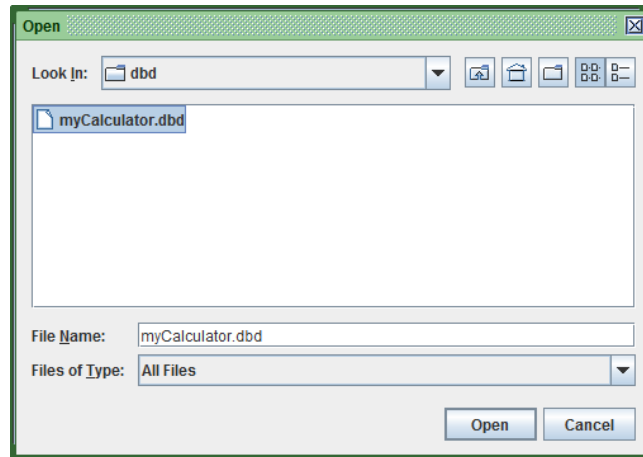 Open
Look In: dbd
myCalculator.dbd
File Name: myCalculator.dbd
Files of Type: All Files
Open Cancel